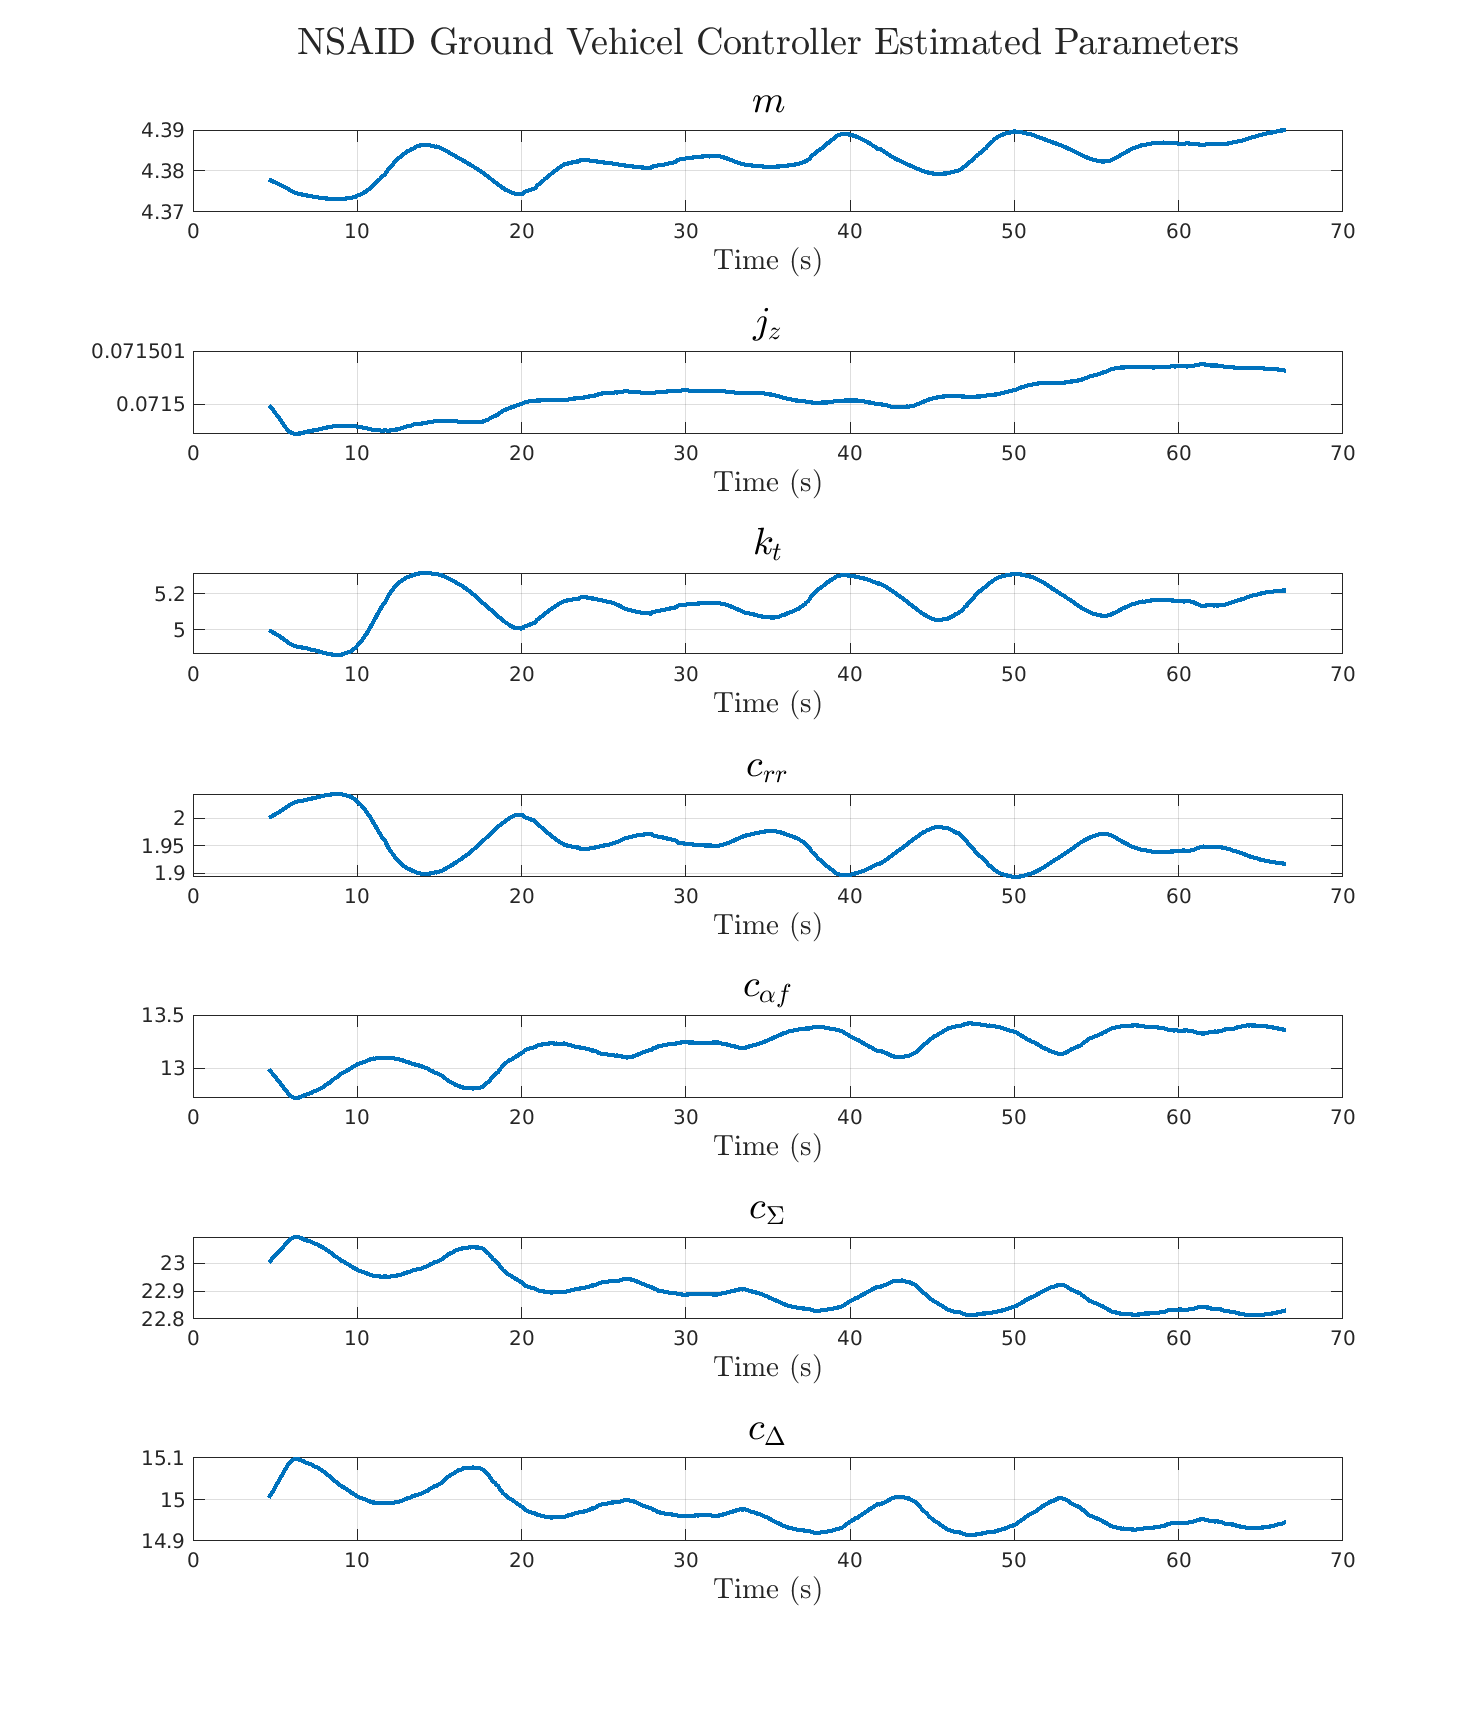 NSAID Ground Vehicel Controller Estimated Parameters
m
4.39
4.38
4.37
0 10 20 30 40 50 60 70
Time (s)
j_z
0.071501
0.0715
0 10 20 30 40 50 60 70
Time (s)
k_t
5.2
5
0 10 20 30 40 50 60 70
Time (s)
c_{rr}
2
1.95
1.9
0 10 20 30 40 50 60 70
Time (s)
c_{αf}
13.5
13
0 10 20 30 40 50 60 70
Time (s)
c_Σ
23
22.9
22.8
0 10 20 30 40 50 60 70
Time (s)
c_Δ
15.1
15
14.9
0 10 20 30 40 50 60 70
Time (s)